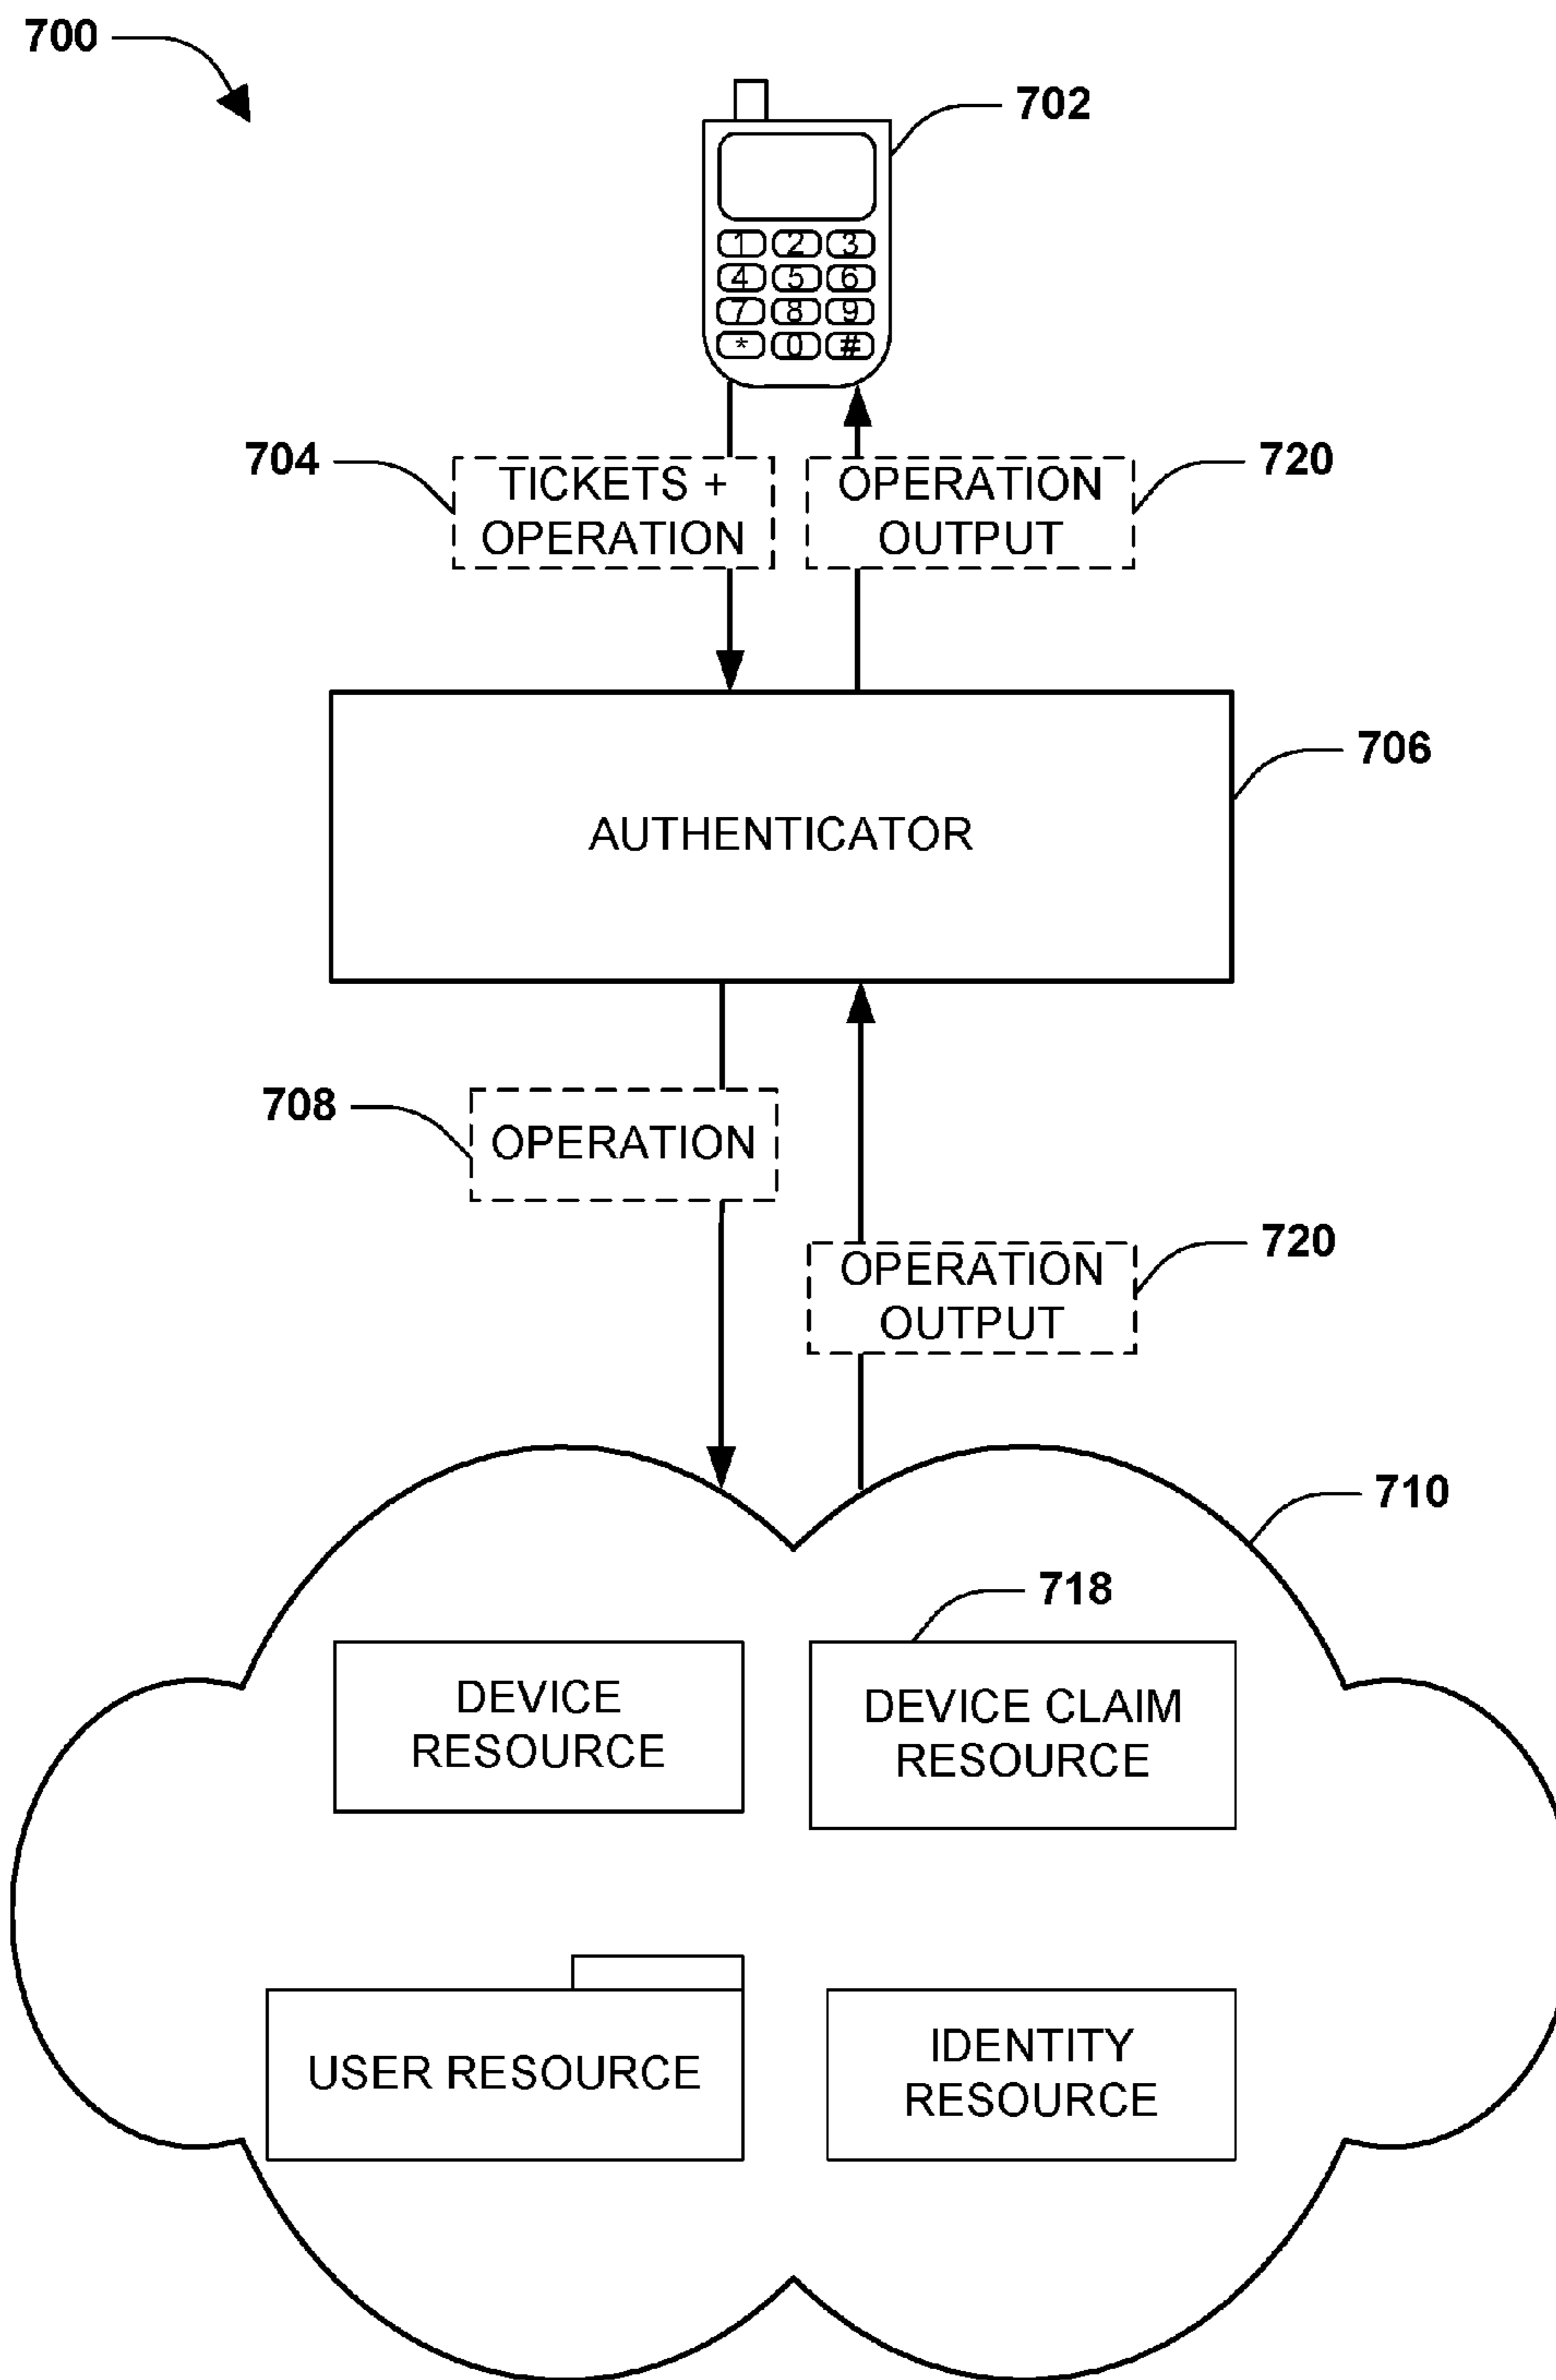 700
702
1 2 3
4 5 6
7 8 9
* 0 #
704
TICKETS +
OPERATION
OPERATION
OUTPUT
720
706
AUTHENTICATOR
708
OPERATION
OPERATION
OUTPUT
720
710
718
DEVICE
RESOURCE
DEVICE CLAIM
RESOURCE
USER RESOURCE
IDENTITY
RESOURCE